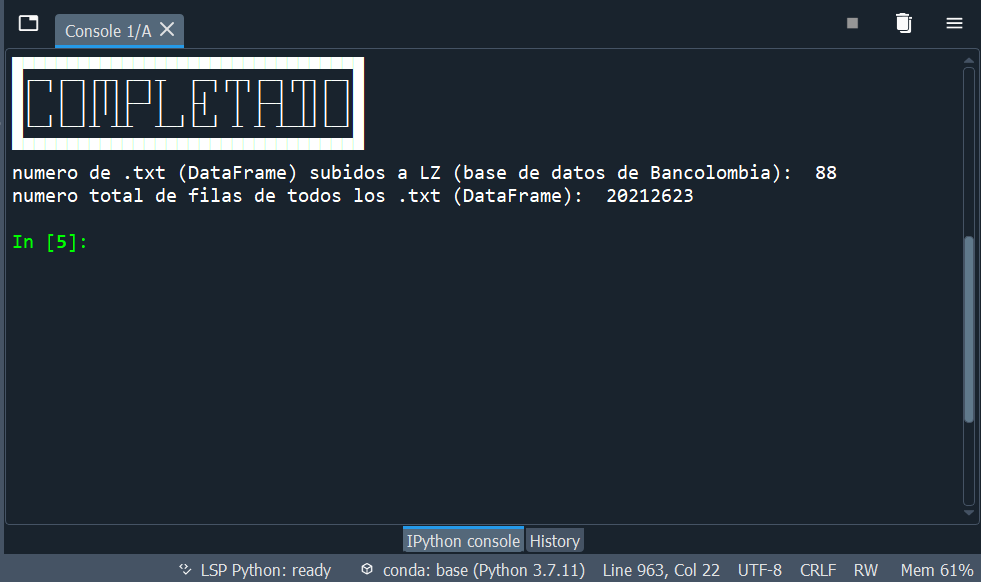 Console 1/A
COMPLETADO
numero de .txt (DataFrame) subidos a LZ (base de datos de Bancolombia):  88
numero total de filas de todos los .txt (DataFrame):  20212623
In [5]:
IPython console History
LSP Python: ready conda: base (Python 3.7.11) Line 963, Col 22 UTF-8 CRLF RW Mem 61%